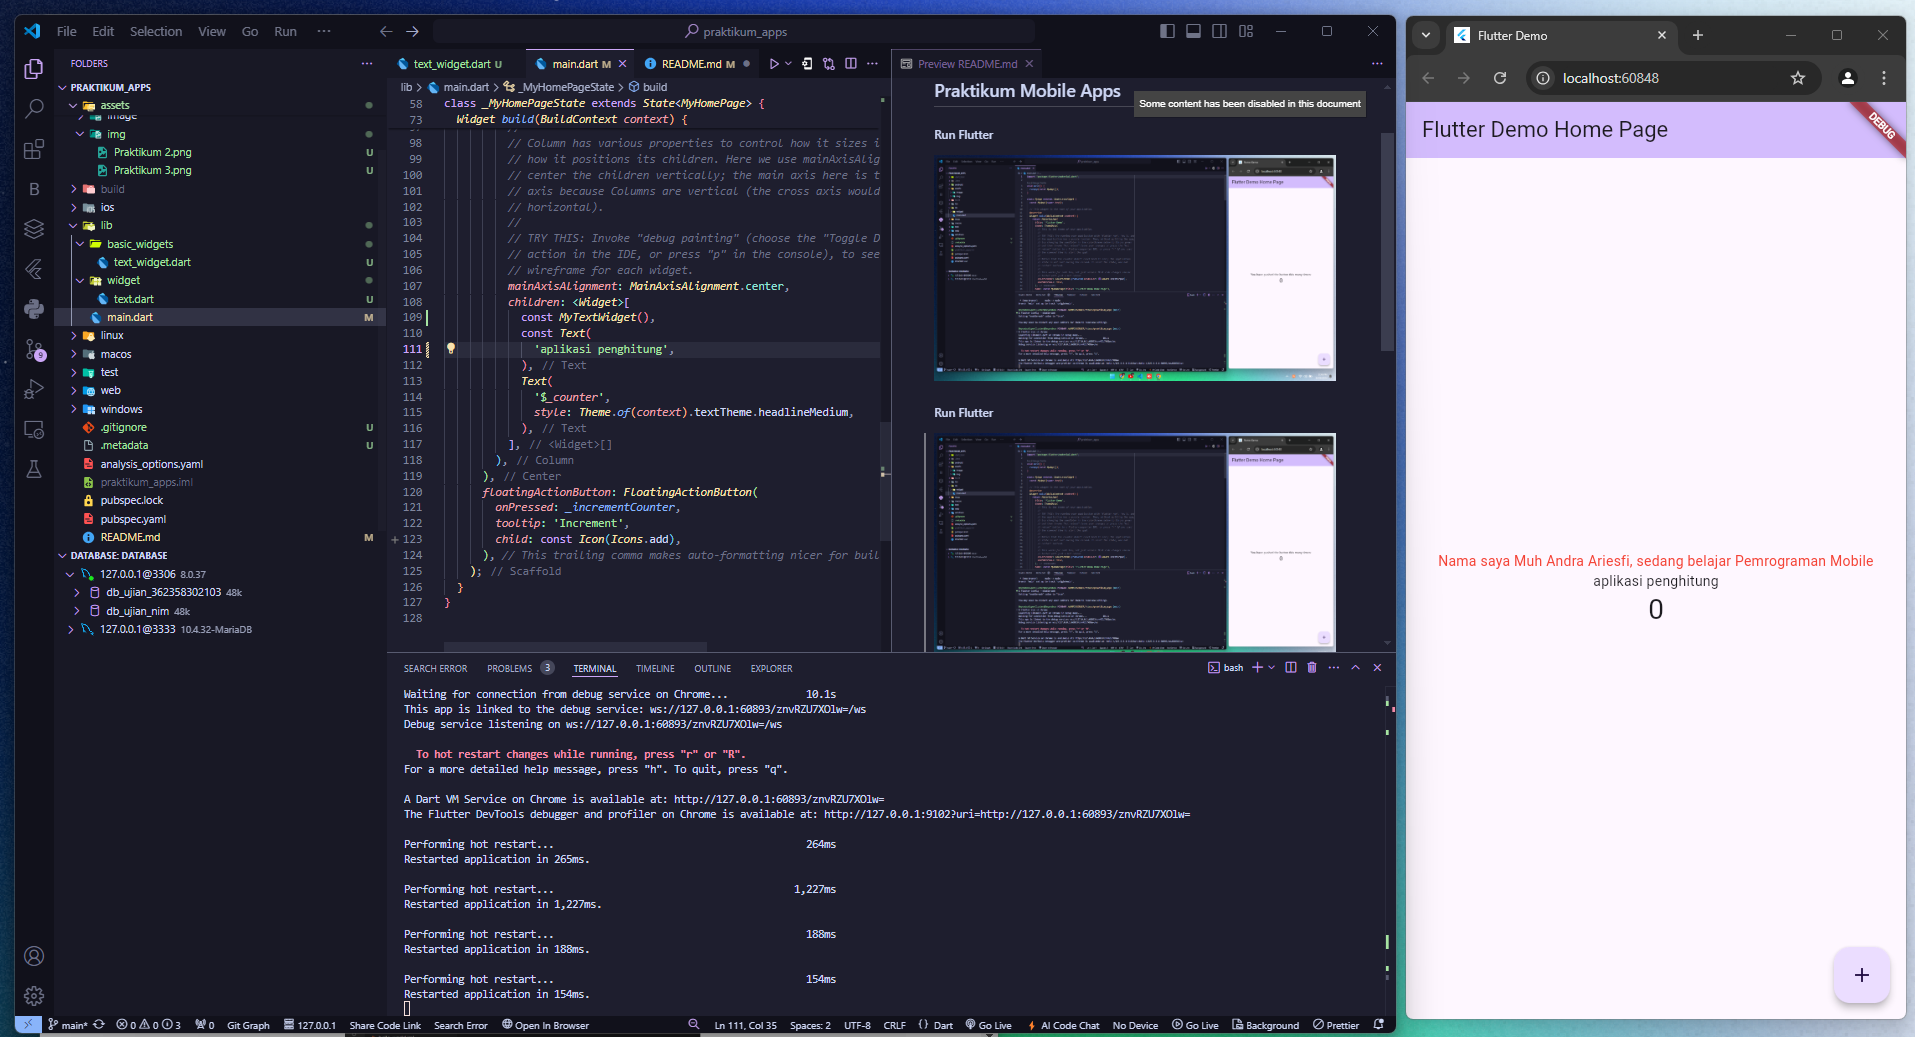 File Edit Selection View Go Run ··· praktikum_apps
FOLDERS
PRAKTIKUM_APPS
assets
image
img
Praktikum 2.png U
Praktikum 3.png U
build
ios
lib
basic_widgets
text_widget.dart U
widget
text.dart U
main.dart M
linux
macos
test
web
windows
.gitignore U
.metadata U
analysis_options.yaml
praktikum_apps.iml
pubspec.lock
pubspec.yaml
README.md M
DATABASE: DATABASE
127.0.0.1@3306 8.0.37
db_ujian_362358302103 48k
db_ujian_nim 48k
127.0.0.1@3333 10.4.32-MariaDB
text_widget.dart U main.dart M README.md M
lib > main.dart > _MyHomePageState > build
58 class _MyHomePageState extends State<MyHomePage> {
73 Widget build(BuildContext context) {
98 // Column has various properties to control how it sizes i
99 // how it positions its children. Here we use mainAxisAlig
100 // center the children vertically; the main axis here is t
101 // axis because Columns are vertical (the cross axis would
102 // horizontal).
103 //
104 // TRY THIS: Invoke "debug painting" (choose the "Toggle D
105 // action in the IDE, or press "p" in the console), to see
106 // wireframe for each widget.
107 mainAxisAlignment: MainAxisAlignment.center,
108 children: <Widget>[
109 const MyTextWidget(),
110 const Text(
111 'aplikasi penghitung',
112 ), // Text
113 Text(
114 '$_counter',
115 style: Theme.of(context).textTheme.headlineMedium,
116 ), // Text
117 ], // <Widget>[]
118 ), // Column
119 ), // Center
120 floatingActionButton: FloatingActionButton(
121 onPressed: _incrementCounter,
122 tooltip: 'Increment',
123 child: const Icon(Icons.add),
124 ), // This trailing comma makes auto-formatting nicer for buil
125 ); // Scaffold
126 }
127 }
128
Preview README.md
Praktikum Mobile Apps
Some content has been disabled in this document
Run Flutter
Run Flutter
SEARCH ERROR PROBLEMS 3 TERMINAL TIMELINE OUTLINE EXPLORER bash
Waiting for connection from debug service on Chrome... 10.1s
This app is linked to the debug service: ws://127.0.0.1:60893/znvRZU7XOlw=/ws
Debug service listening on ws://127.0.0.1:60893/znvRZU7XOlw=/ws
To hot restart changes while running, press "r" or "R".
For a more detailed help message, press "h". To quit, press "q".
A Dart VM Service on Chrome is available at: http://127.0.0.1:60893/znvRZU7XOlw=
The Flutter DevTools debugger and profiler on Chrome is available at: http://127.0.0.1:9102?uri=http://127.0.0.1:60893/znvRZU7XOlw=
Performing hot restart... 264ms
Restarted application in 265ms.
Performing hot restart... 1,227ms
Restarted application in 1,227ms.
Performing hot restart... 188ms
Restarted application in 188ms.
Performing hot restart... 154ms
Restarted application in 154ms.
main* 0 0 3 0 Git Graph 127.0.0.1 Share Code Link Search Error Open In Browser Ln 111, Col 35 Spaces: 2 UTF-8 CRLF {} Dart Go Live AI Code Chat No Device Go Live Background Prettier
Flutter Demo
localhost:60848
Flutter Demo Home Page
DEBUG
Nama saya Muh Andra Ariesfi, sedang belajar Pemrograman Mobile
aplikasi penghitung
0
+